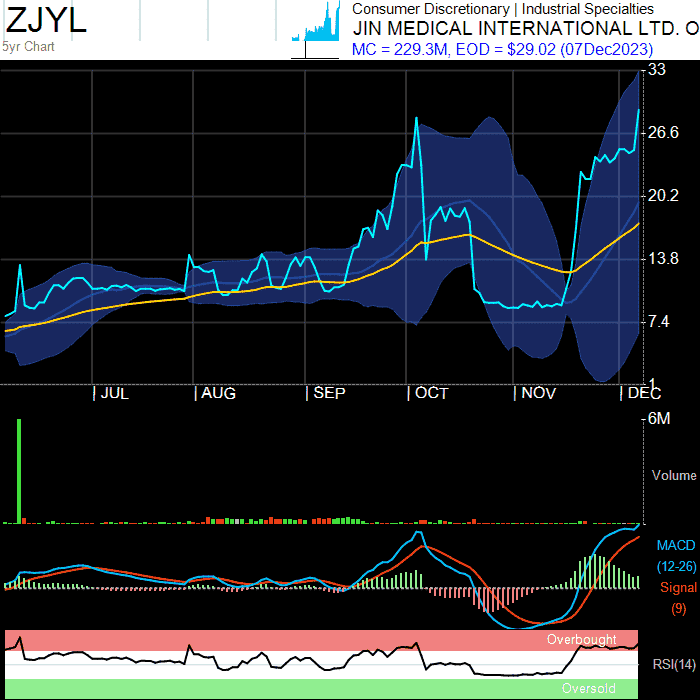 ZJYL
5yr Chart
Consumer Discretionary | Industrial Specialties
JIN MEDICAL INTERNATIONAL LTD. O
MC = 229.3M, EOD = $29.02 (07Dec2023)
33
26.6
20.2
13.8
7.4
1
JUL
AUG
SEP
OCT
NOV
DEC
6M
Volume
MACD
(12-26)
Signal
(9)
Overbought
RSI(14)
Oversold